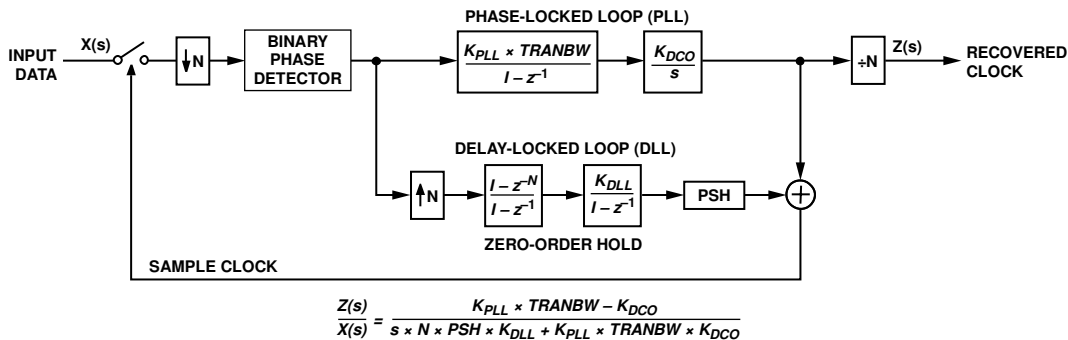 PHASE-LOCKED LOOP (PLL)
INPUT
DATA
X(s)
↓N
BINARY
PHASE
DETECTOR
K_PLL × TRANBW
I – z⁻¹
K_DCO
s
÷N
Z(s)
RECOVERED
CLOCK
DELAY-LOCKED LOOP (DLL)
↑N
I – z⁻ᴺ
I – z⁻¹
K_DLL
I – z⁻¹
PSH
+
ZERO-ORDER HOLD
SAMPLE CLOCK
Z(s)
X(s)
=
K_PLL × TRANBW – K_DCO
s × N × PSH × K_DLL + K_PLL × TRANBW × K_DCO